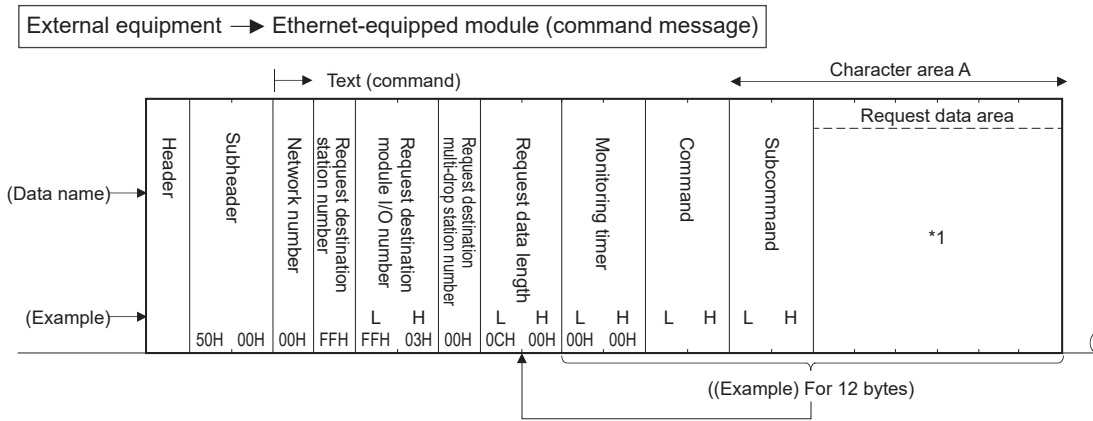 External equipment → Ethernet-equipped module (command message)
Text (command)
Character area A
(Data name)
Header
Subheader
Network number
Request destination
station number
Request destination
module I/O number
Request destination
multi-drop station number
Request data length
Monitoring timer
Command
Subcommand
Request data area
*1
(Example)
L H L H L H L H L H
50H 00H 00H FFH FFH 03H 00H 0CH 00H 00H 00H
((Example) For 12 bytes)